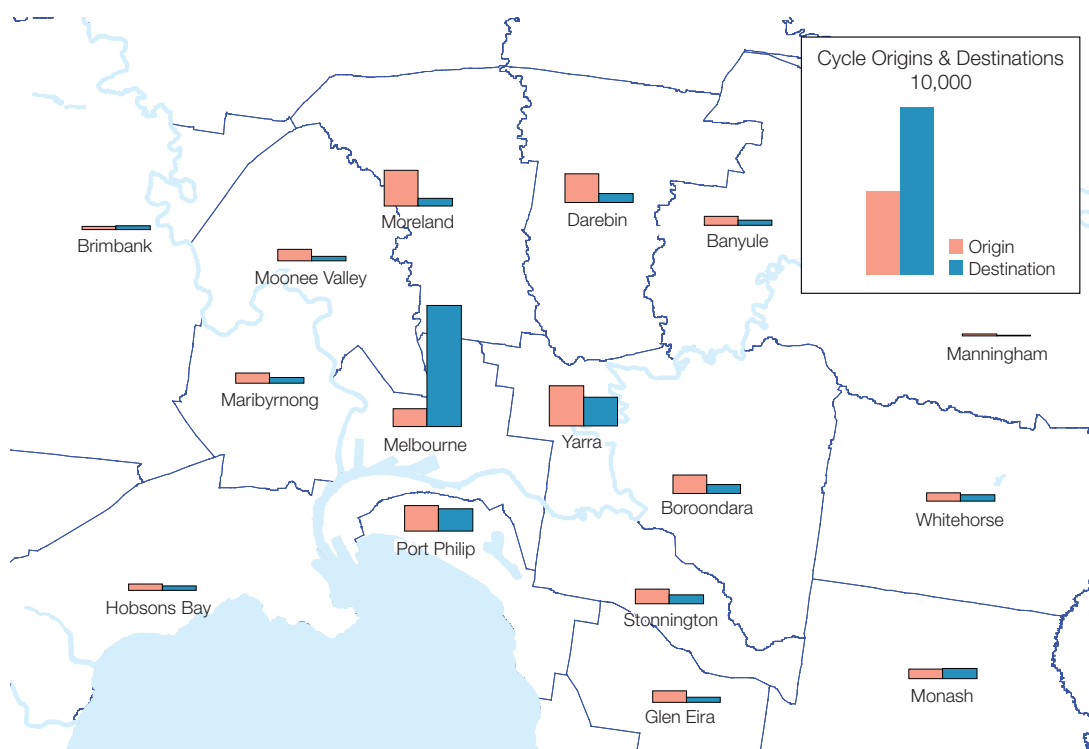 Cycle Origins & Destinations
10,000
Origin
Destination
Moreland
Darebin
Banyule
Brimbank
Moonee Valley
Manningham
Maribyrnong
Melbourne
Yarra
Boroondara
Whitehorse
Port Philip
Hobsons Bay
Stonnington
Monash
Glen Eira